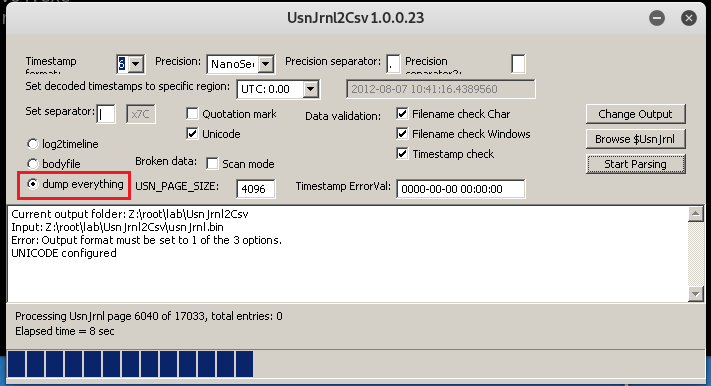 UsnJrnl2Csv 1.0.0.23
Timestamp format: 6 Precision: NanoSec Precision separator: . Precision separator2:
Set decoded timestamps to specific region: UTC: 0.00 2012-08-07 10:41:16.4389560
Set separator: | x7C Quotation mark Data validation: Filename check Char Change Output
Unicode Filename check Windows Browse $UsnJrnl
log2timeline Timestamp check
bodyfile Broken data: Scan mode Start Parsing
dump everything USN_PAGE_SIZE: 4096 Timestamp ErrorVal: 0000-00-00 00:00:00
Current output folder: Z:\root\lab\UsnJrnl2Csv
Input: Z:\root\lab\UsnJrnl2Csv\usnJrnl.bin
Error: Output format must be set to 1 of the 3 options.
UNICODE configured
Processing UsnJrnl page 6040 of 17033, total entries: 0
Elapsed time = 8 sec